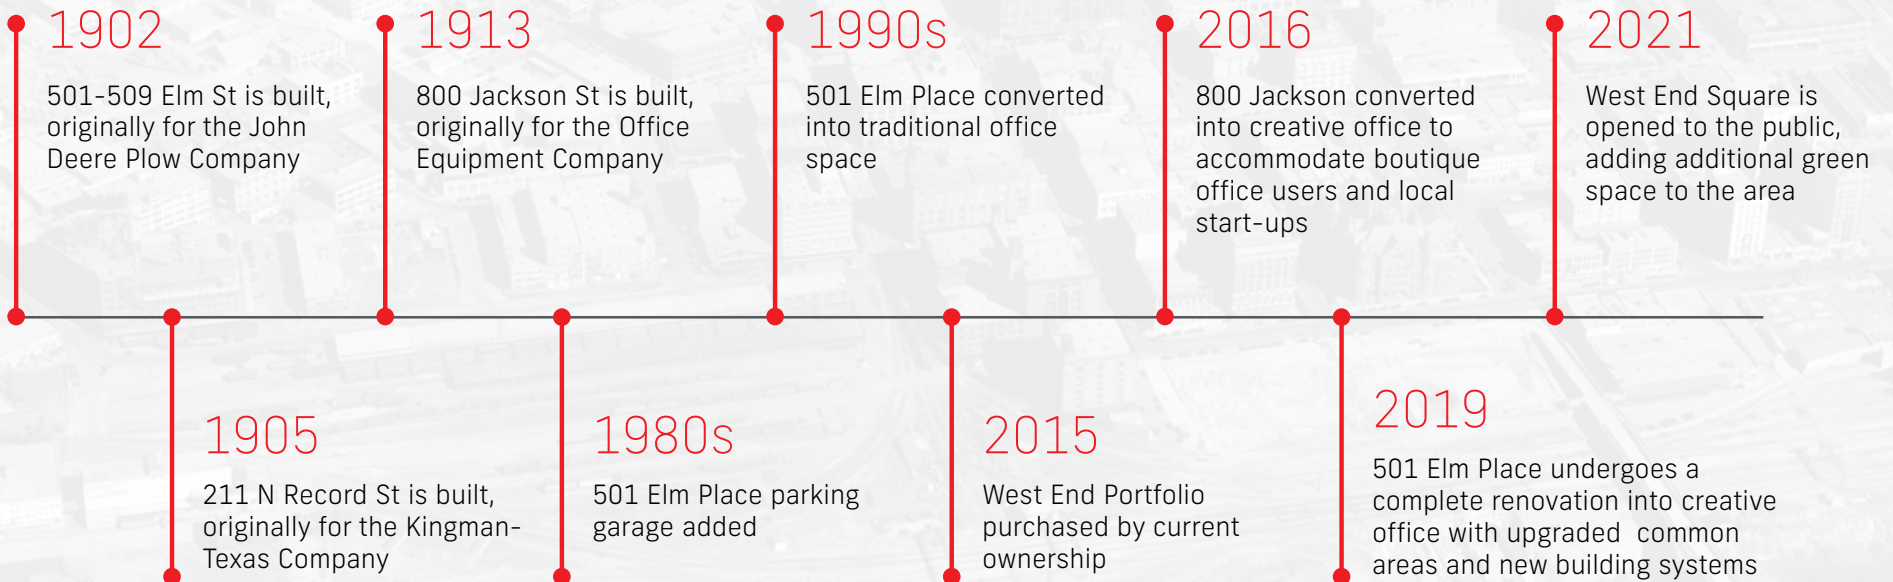 1902
501-509 Elm St is built,
originally for the John
Deere Plow Company
1905
211 N Record St is built,
originally for the Kingman-
Texas Company
1913
800 Jackson St is built,
originally for the Office
Equipment Company
1980s
501 Elm Place parking
garage added
1990s
501 Elm Place converted
into traditional office
space
2015
West End Portfolio
purchased by current
ownership
2016
800 Jackson converted
into creative office to
accommodate boutique
office users and local
start-ups
2019
501 Elm Place undergoes a
complete renovation into creative
office with upgraded  common
areas and new building systems
2021
West End Square is
opened to the public,
adding additional green
space to the area